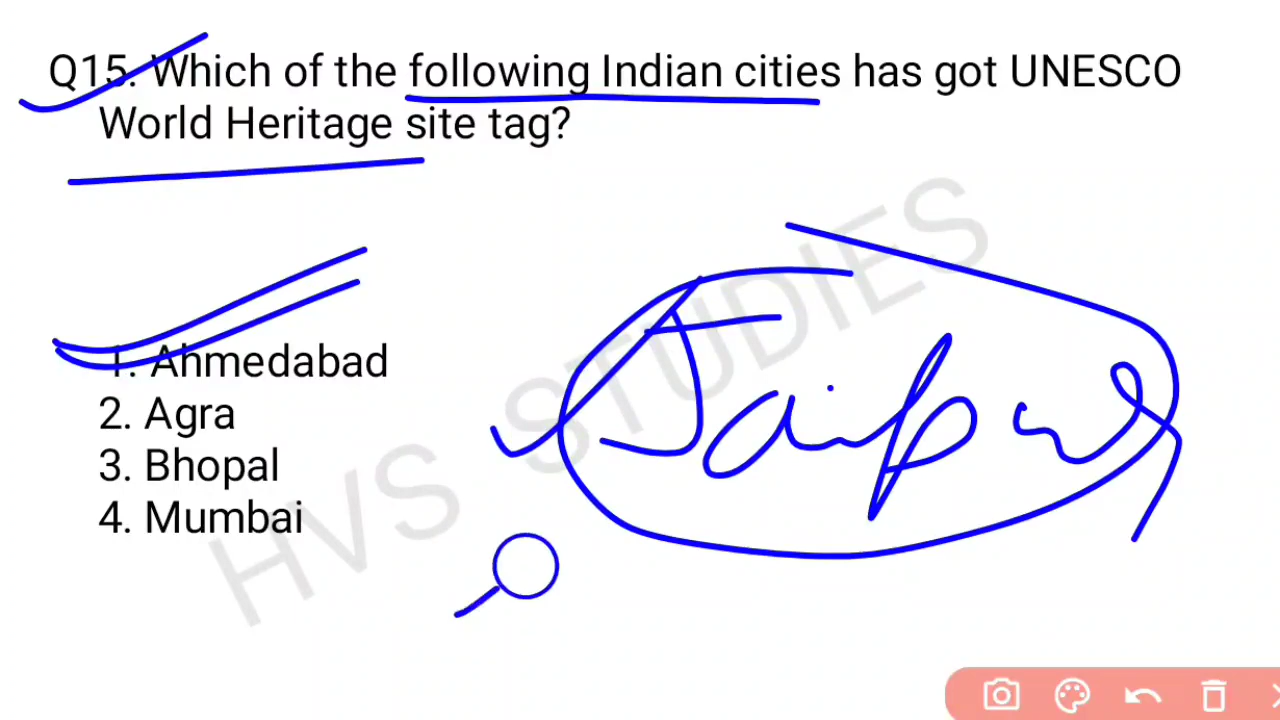 Q15. Which of the following Indian cities has got UNESCO
World Heritage site tag?
1. Ahmedabad
2. Agra
3. Bhopal
4. Mumbai
Jaipur
HVS STUDIES